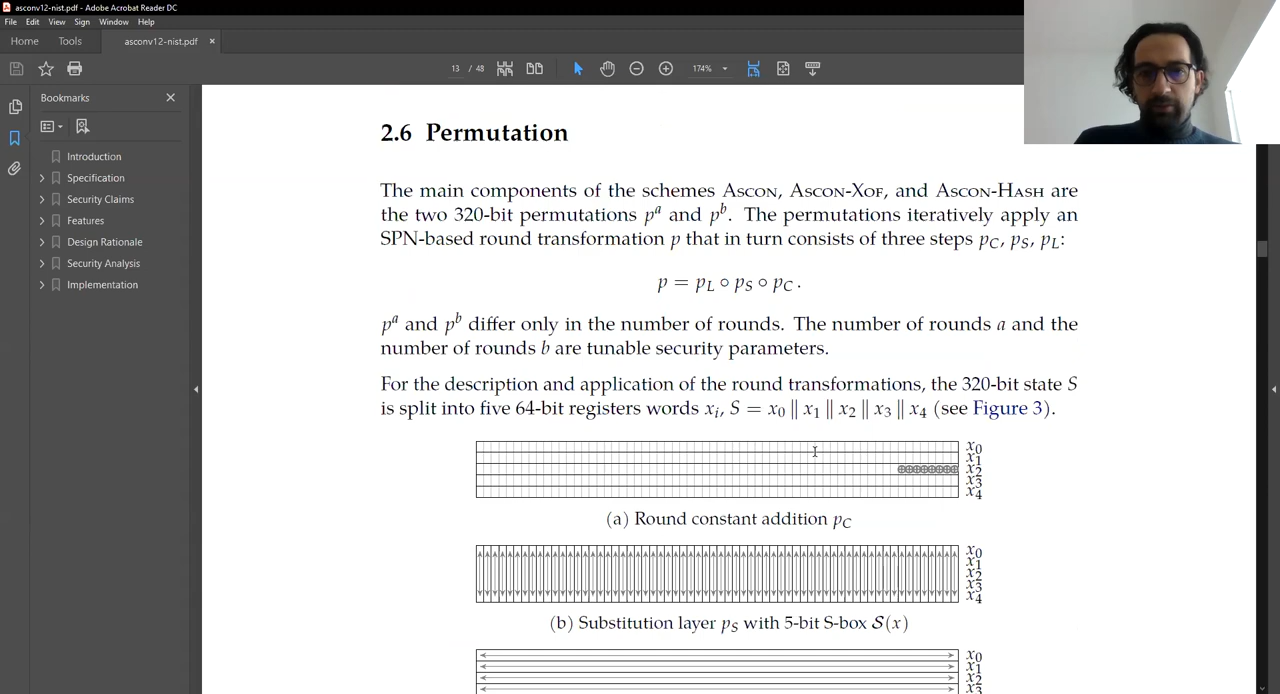 asconv12-nist.pdf - Adobe Acrobat Reader DC
File Edit View Sign Window Help
Home Tools asconv12-nist.pdf ×
13 / 48 174%
Bookmarks
Introduction
Specification
Security Claims
Features
Design Rationale
Security Analysis
Implementation
2.6 Permutation
The main components of the schemes ASCON, ASCON-XOF, and ASCON-HASH are
the two 320-bit permutations pᵃ and pᵇ. The permutations iteratively apply an
SPN-based round transformation p that in turn consists of three steps p_C, p_S, p_L:
p = p_L ∘ p_S ∘ p_C .
pᵃ and pᵇ differ only in the number of rounds. The number of rounds a and the
number of rounds b are tunable security parameters.
For the description and application of the round transformations, the 320-bit state S
is split into five 64-bit registers words x_i, S = x_0 ∥ x_1 ∥ x_2 ∥ x_3 ∥ x_4 (see Figure 3).
x_0
x_1
x_2
x_3
x_4
(a) Round constant addition p_C
x_0
x_1
x_2
x_3
x_4
(b) Substitution layer p_S with 5-bit S-box S(x)
x_0
x_1
x_2
x_3